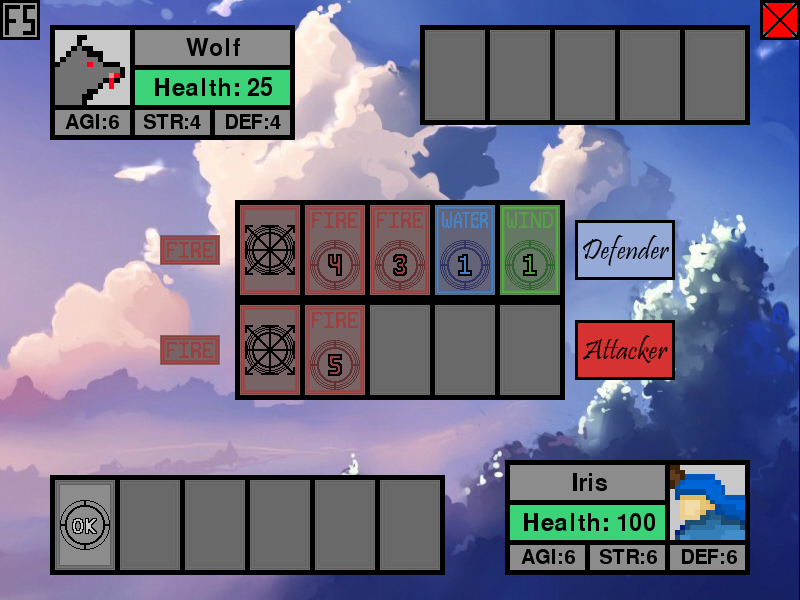 FS
Wolf
Health: 25
AGI:6 STR:4 DEF:4
FIRE FIRE WATER WIND
FIRE
4 3 1 1
Defender
FIRE
FIRE
5
Attacker
OK
Iris
Health: 100
AGI:6 STR:6 DEF:6